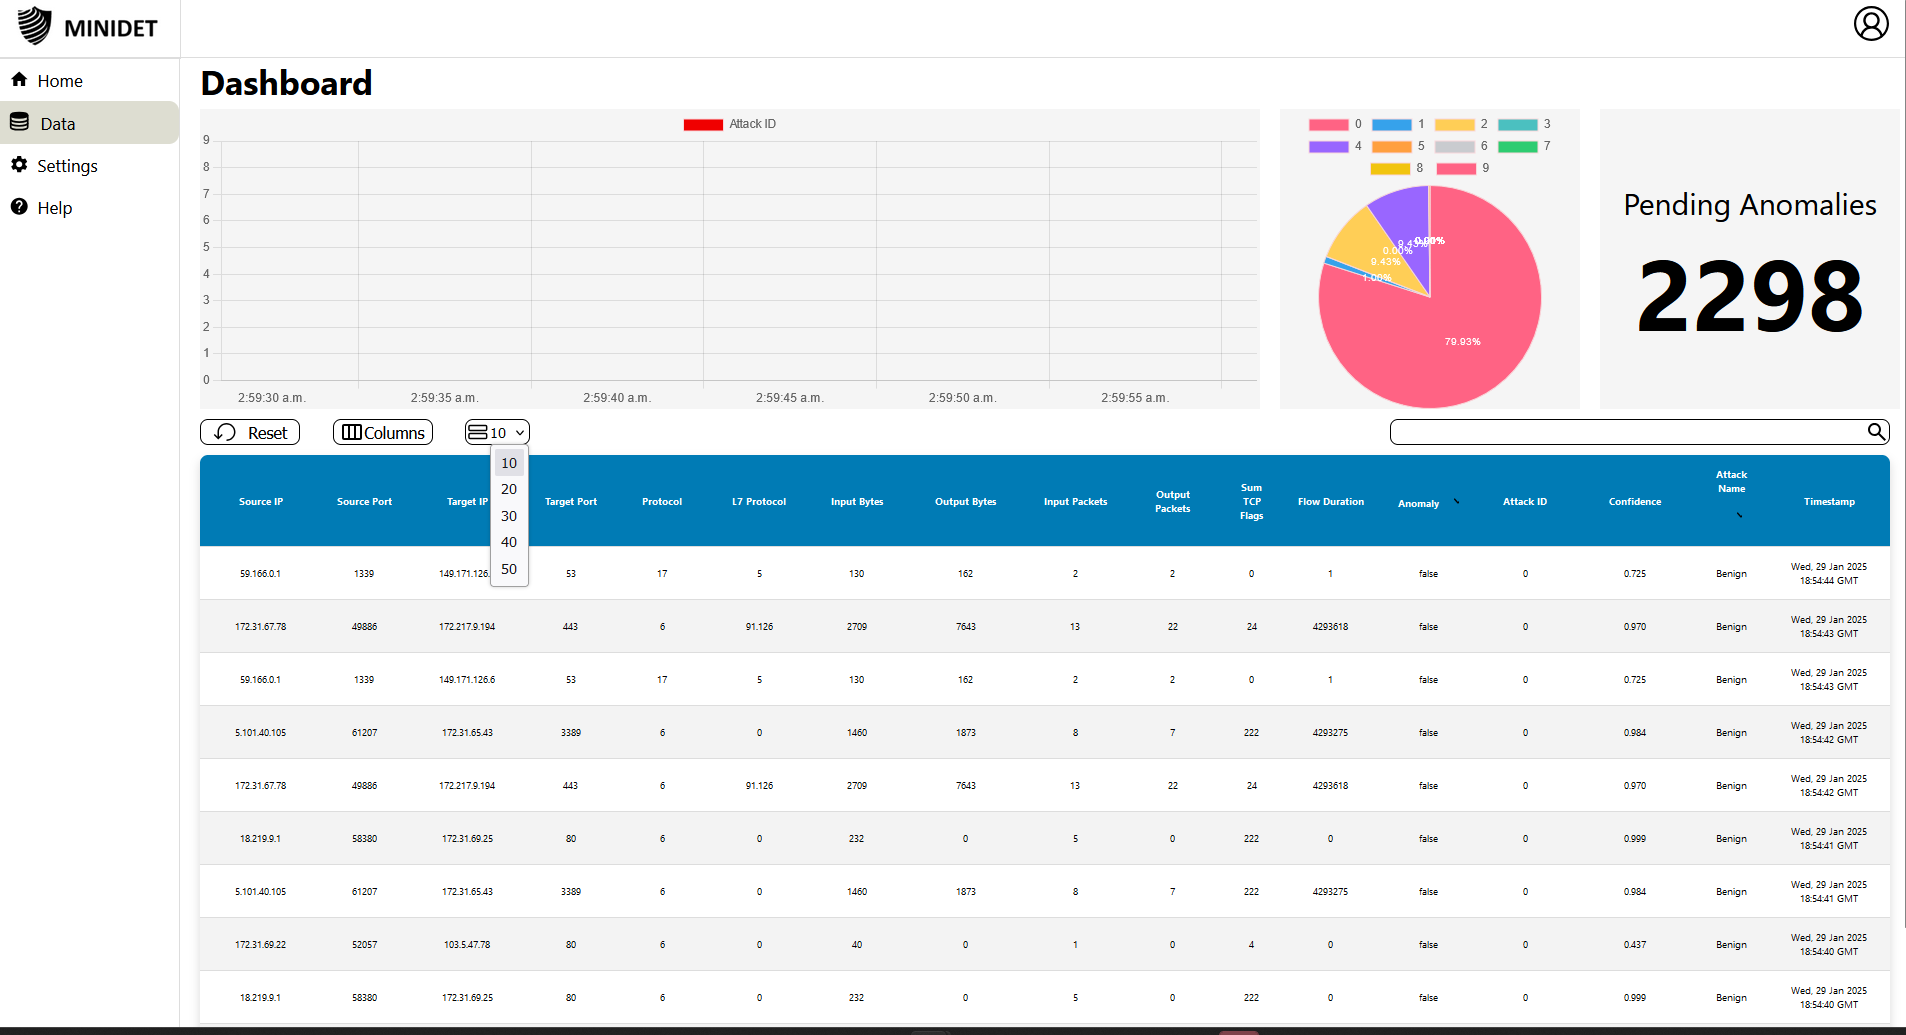 MINIDET
Home
Data
Settings
Help
Dashboard
Attack ID
9
8
7
6
5
4
3
2
1
0
2:59:30 a.m. 2:59:35 a.m. 2:59:40 a.m. 2:59:45 a.m. 2:59:50 a.m. 2:59:55 a.m.
0 1 2 3
4 5 6 7
8 9
9.43%
0.00%
9.43%
1.00%
79.93%
Pending Anomalies
2298
Reset Columns 10
10
20
30
40
50
Source IP Source Port Target IP Target Port Protocol L7 Protocol Input Bytes Output Bytes Input Packets Output Packets Sum TCP Flags Flow Duration Anomaly Attack ID Confidence Attack Name Timestamp
59.166.0.1 1339 149.171.126. 53 17 5 130 162 2 2 0 1 false 0 0.725 Benign Wed, 29 Jan 2025 18:54:44 GMT
172.31.67.78 49886 172.217.9.194 443 6 91.126 2709 7643 13 22 24 4293618 false 0 0.970 Benign Wed, 29 Jan 2025 18:54:43 GMT
59.166.0.1 1339 149.171.126.6 53 17 5 130 162 2 2 0 1 false 0 0.725 Benign Wed, 29 Jan 2025 18:54:43 GMT
5.101.40.105 61207 172.31.65.43 3389 6 0 1460 1873 8 7 222 4293275 false 0 0.984 Benign Wed, 29 Jan 2025 18:54:42 GMT
172.31.67.78 49886 172.217.9.194 443 6 91.126 2709 7643 13 22 24 4293618 false 0 0.970 Benign Wed, 29 Jan 2025 18:54:42 GMT
18.219.9.1 58380 172.31.69.25 80 6 0 232 0 5 0 222 0 false 0 0.999 Benign Wed, 29 Jan 2025 18:54:41 GMT
5.101.40.105 61207 172.31.65.43 3389 6 0 1460 1873 8 7 222 4293275 false 0 0.984 Benign Wed, 29 Jan 2025 18:54:41 GMT
172.31.69.22 52057 103.5.47.78 80 6 0 40 0 1 0 4 0 false 0 0.437 Benign Wed, 29 Jan 2025 18:54:40 GMT
18.219.9.1 58380 172.31.69.25 80 6 0 232 0 5 0 222 0 false 0 0.999 Benign Wed, 29 Jan 2025 18:54:40 GMT